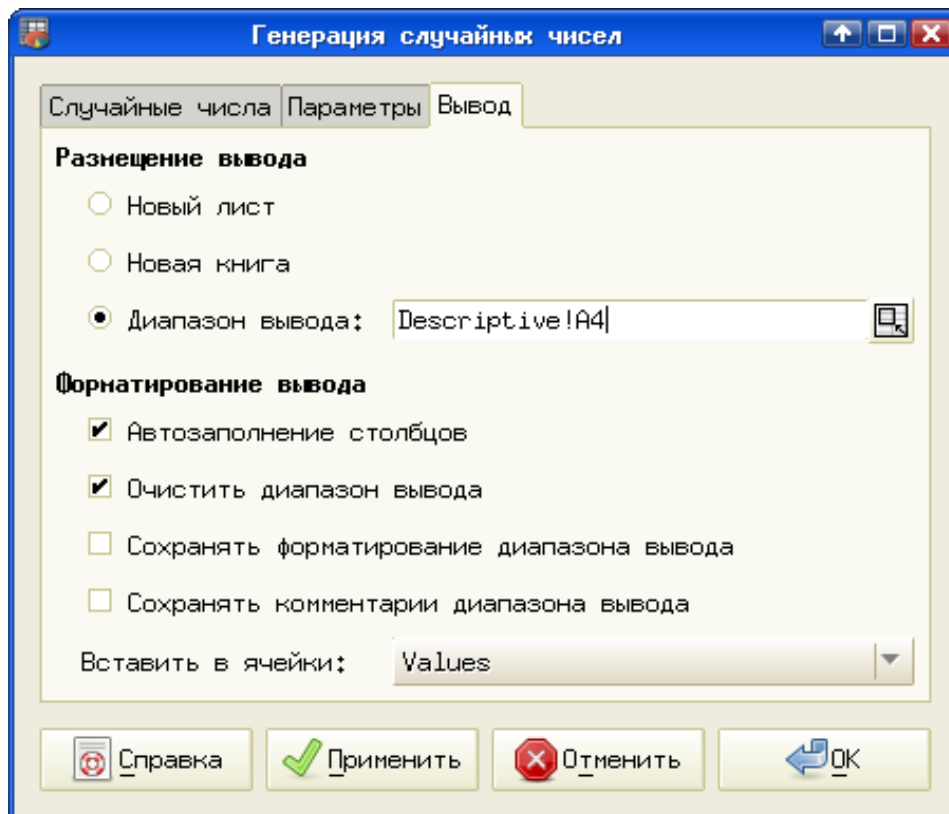 Генерация случайных чисел
Случайные числа Параметры Вывод
Размещение вывода
Новый лист
Новая книга
Диапазон вывода: Descriptive!A4
Форматирование вывода
Автозаполнение столбцов
Очистить диапазон вывода
Сохранять форматирование диапазона вывода
Сохранять комментарии диапазона вывода
Вставить в ячейки: Values
Справка Применить Отменить OK